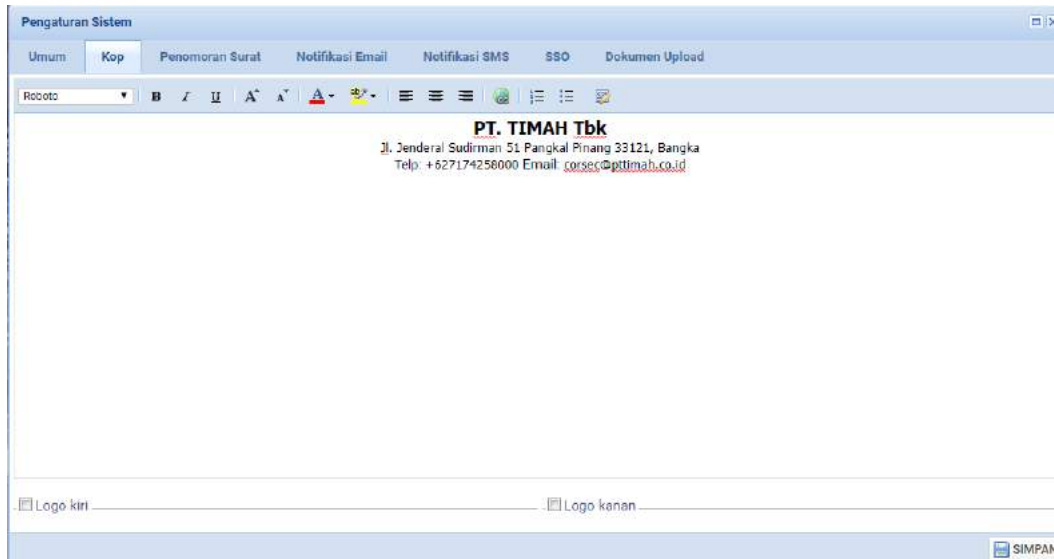 Pengaturan Sistem
Umum Kop Penomoran Surat Notifikasi Email Notifikasi SMS SSO Dokumen Upload
Roboto B I U A A A ab
PT. TIMAH Tbk
Jl. Jenderal Sudirman 51 Pangkal Pinang 33121, Bangka
Telp: +627174258000 Email: corsec@pttimah.co.id
Logo kiri Logo kanan
SIMPAN